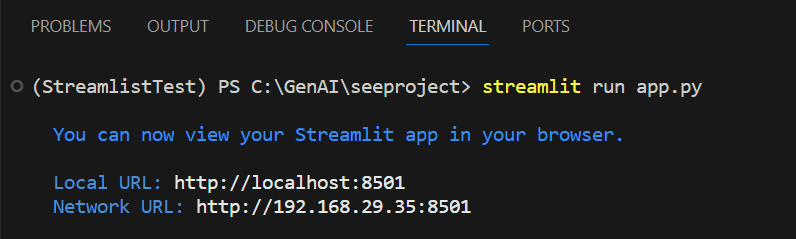 PROBLEMS OUTPUT DEBUG CONSOLE TERMINAL PORTS
(StreamlistTest) PS C:\GenAI\seeproject> streamlit run app.py
You can now view your Streamlit app in your browser.
Local URL: http://localhost:8501
Network URL: http://192.168.29.35:8501